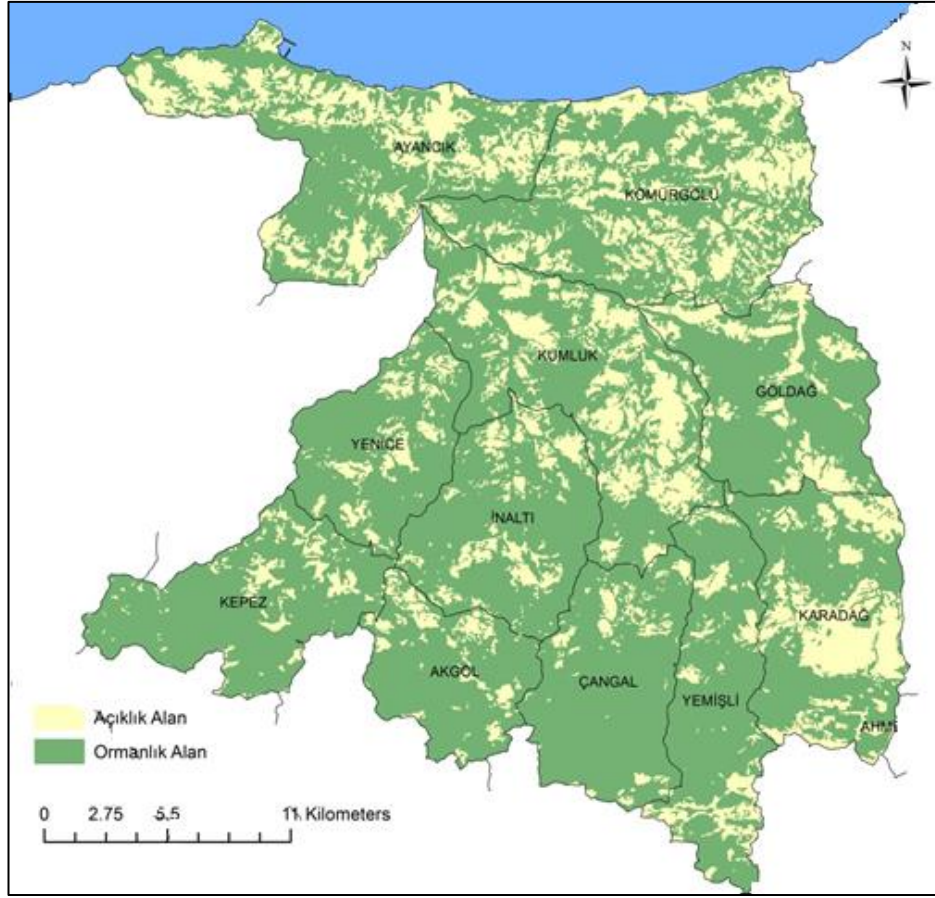 N
AYANCIK
KÖMÜRGÖLÜ
KUMLUK
GÖLDAĞ
YENİCE
İNALTI
KEPEZ
KARADAĞ
AKGÖL
ÇANGAL
YEMİŞLİ
AHMİ
Açıklık Alan
Ormanlık Alan
0 2.75 5.5 11 Kilometers